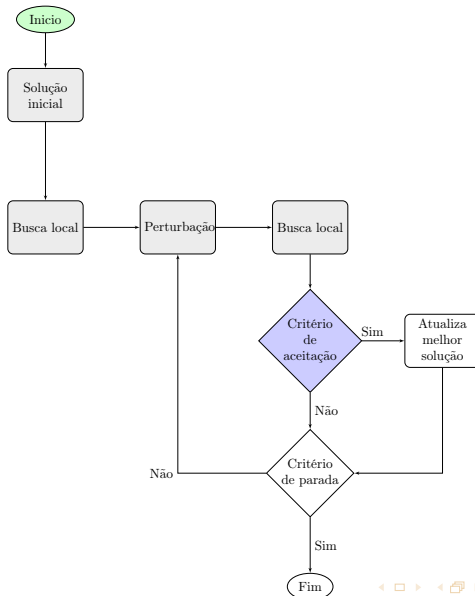 Inicio
Solução
inicial
Busca local
Perturbação
Busca local
Critério
de
aceitação
Sim
Atualiza
melhor
solução
Não
Critério
de parada
Não
Sim
Fim